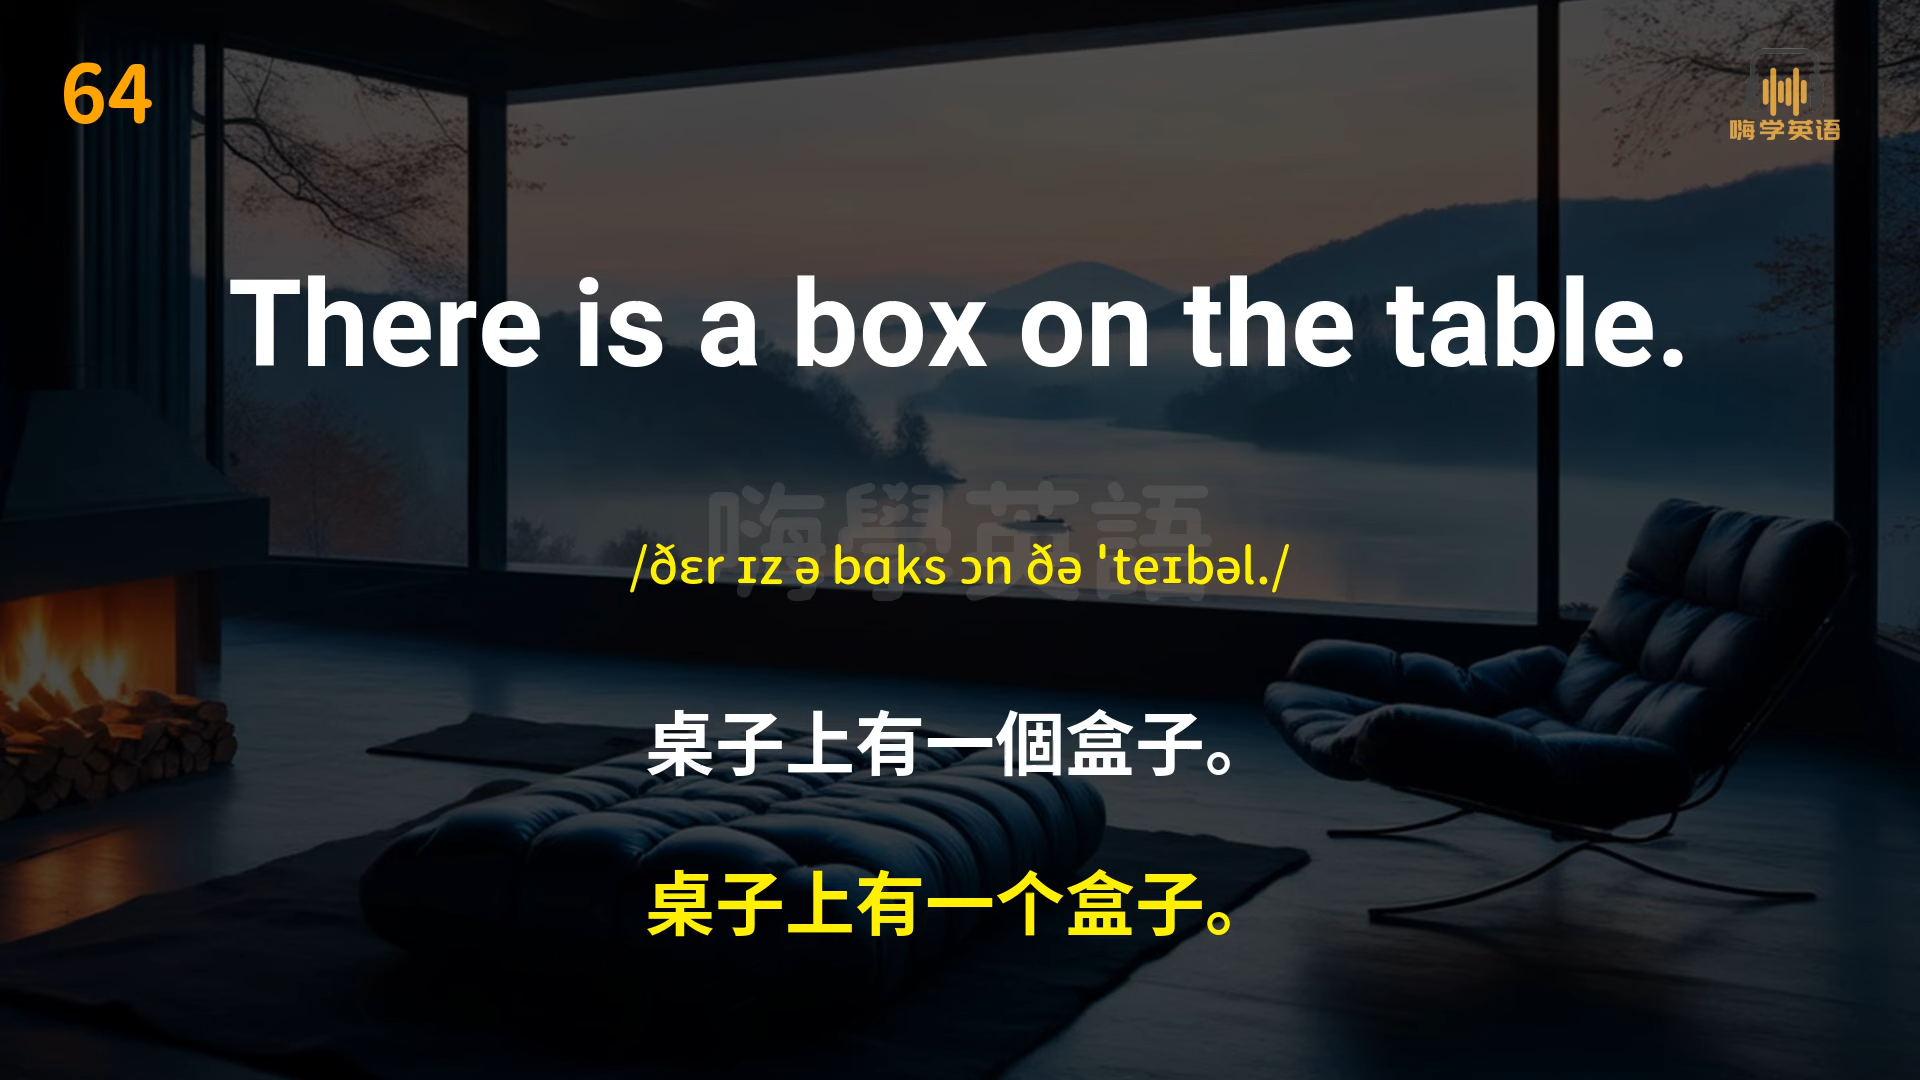 64
嗨学英语
There is a box on the table.
嗨學英語
/ðɛr ɪz ə bɑks ɔn ðə ˈteɪbəl./
桌子上有一個盒子。
桌子上有一个盒子。